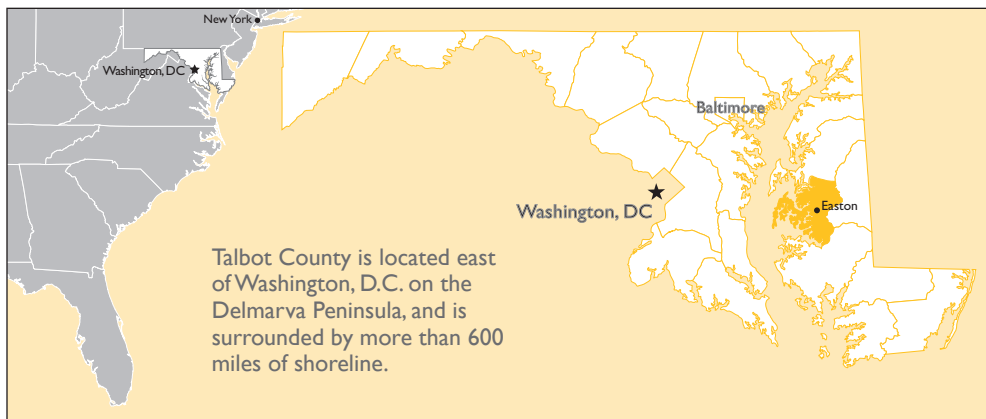 New York
Washington, DC
Baltimore
Washington, DC
Easton
Talbot County is located east
of Washington, D.C. on the
Delmarva Peninsula, and is
surrounded by more than 600
miles of shoreline.